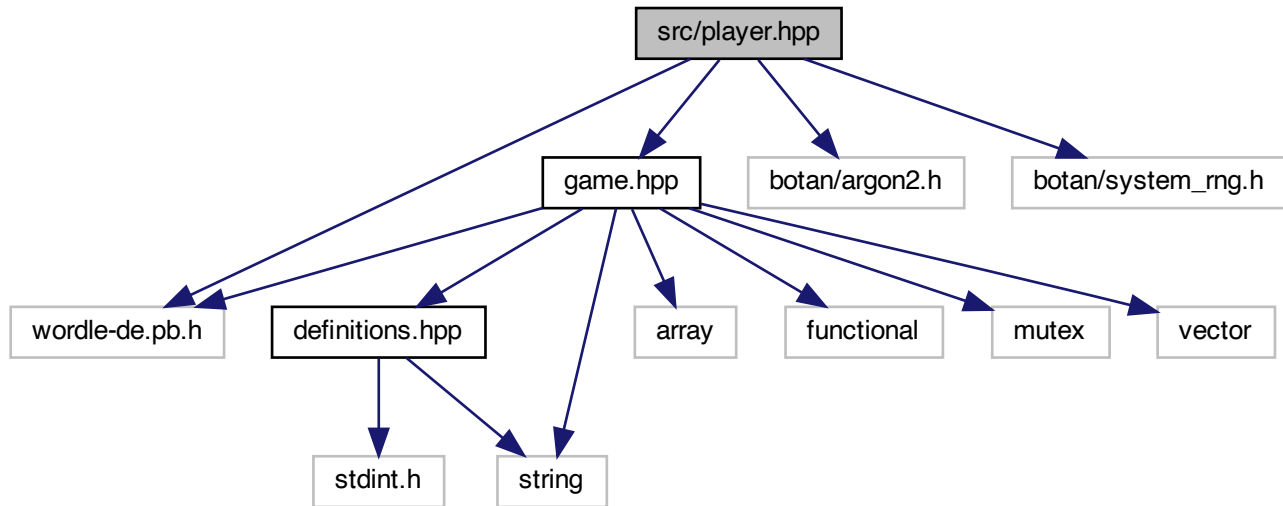 src/player.hpp
game.hpp
botan/argon2.h
botan/system_rng.h
wordle-de.pb.h
definitions.hpp
array
functional
mutex
vector
stdint.h
string